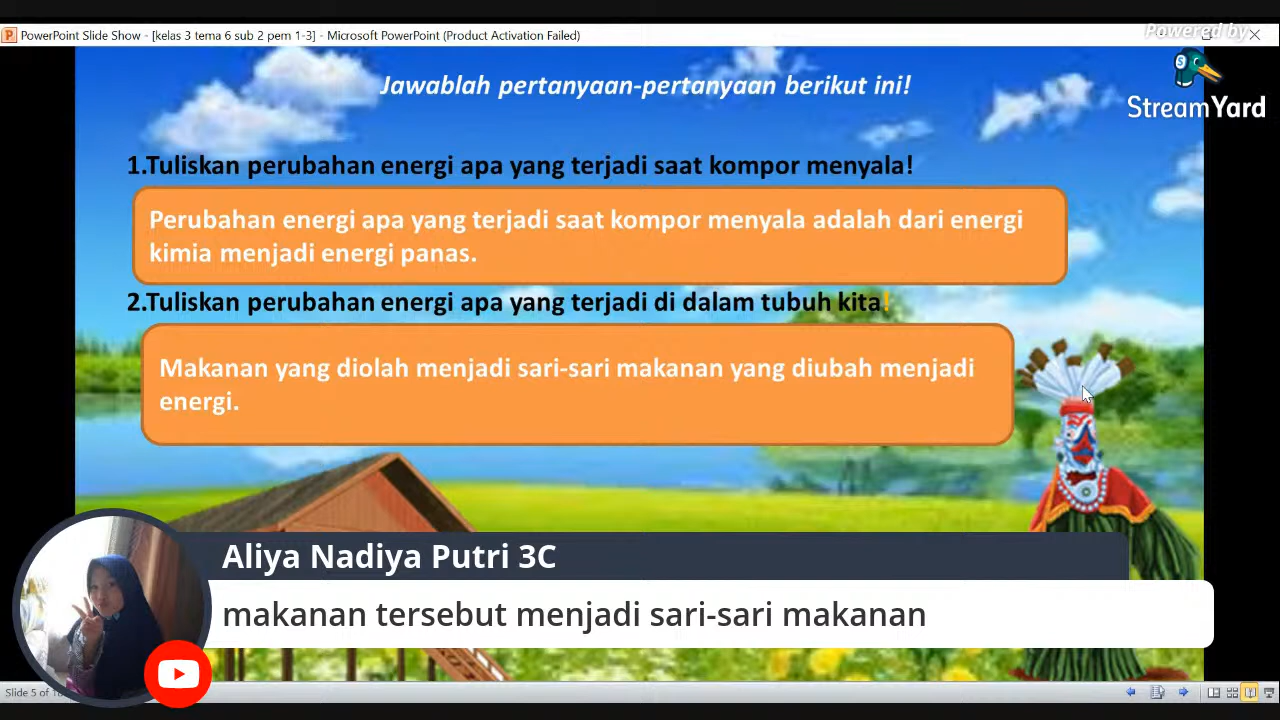 PowerPoint Slide Show - [kelas 3 tema 6 sub 2 pem 1-3] - Microsoft PowerPoint (Product Activation Failed)
Powered by
StreamYard
Jawablah pertanyaan-pertanyaan berikut ini!
1.Tuliskan perubahan energi apa yang terjadi saat kompor menyala!
Perubahan energi apa yang terjadi saat kompor menyala adalah dari energi
kimia menjadi energi panas.
2.Tuliskan perubahan energi apa yang terjadi di dalam tubuh kita!
Makanan yang diolah menjadi sari-sari makanan yang diubah menjadi
energi.
Aliya Nadiya Putri 3C
makanan tersebut menjadi sari-sari makanan
Slide 5 of